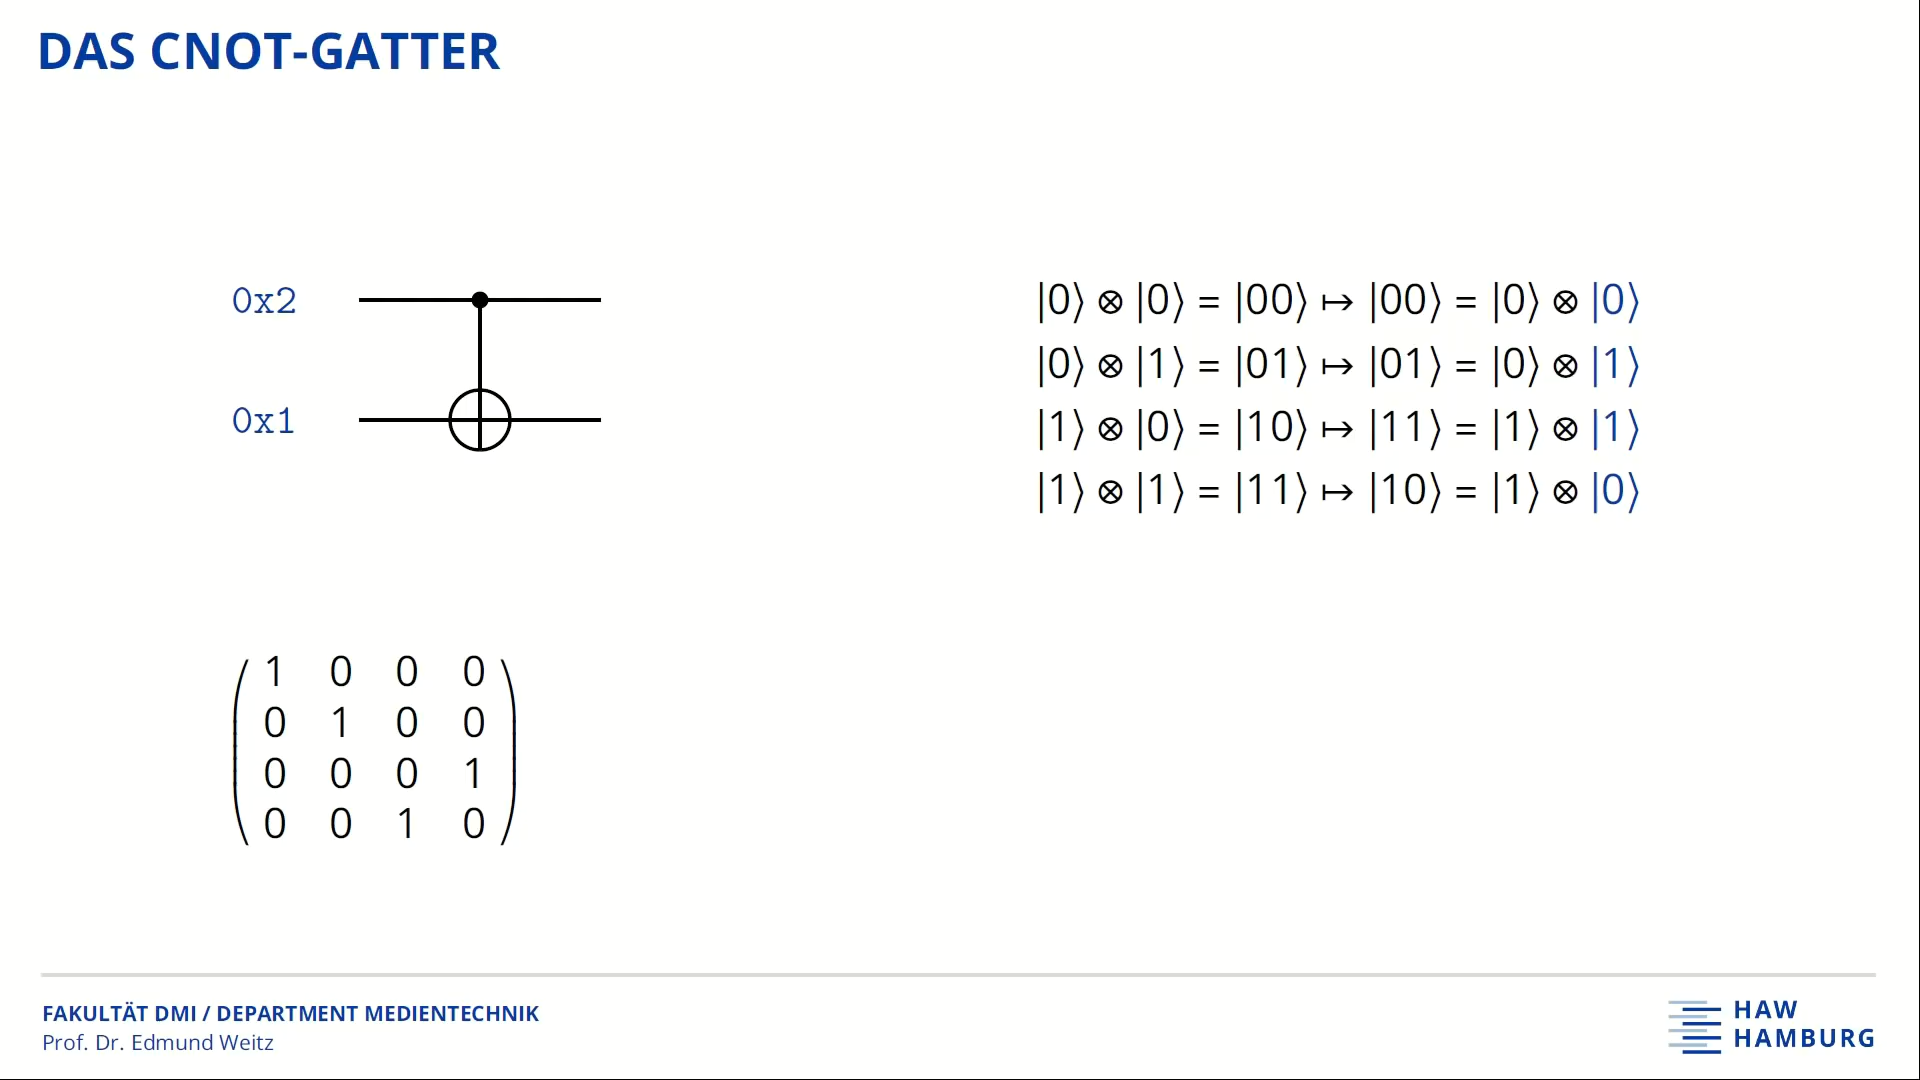 DAS CNOT-GATTER
0x2
0x1
|0⟩ ⊗ |0⟩ = |00⟩ ↦ |00⟩ = |0⟩ ⊗ |0⟩
|0⟩ ⊗ |1⟩ = |01⟩ ↦ |01⟩ = |0⟩ ⊗ |1⟩
|1⟩ ⊗ |0⟩ = |10⟩ ↦ |11⟩ = |1⟩ ⊗ |1⟩
|1⟩ ⊗ |1⟩ = |11⟩ ↦ |10⟩ = |1⟩ ⊗ |0⟩
1 0 0 0
0 1 0 0
0 0 0 1
0 0 1 0
FAKULTÄT DMI / DEPARTMENT MEDIENTECHNIK
Prof. Dr. Edmund Weitz
HAW
HAMBURG